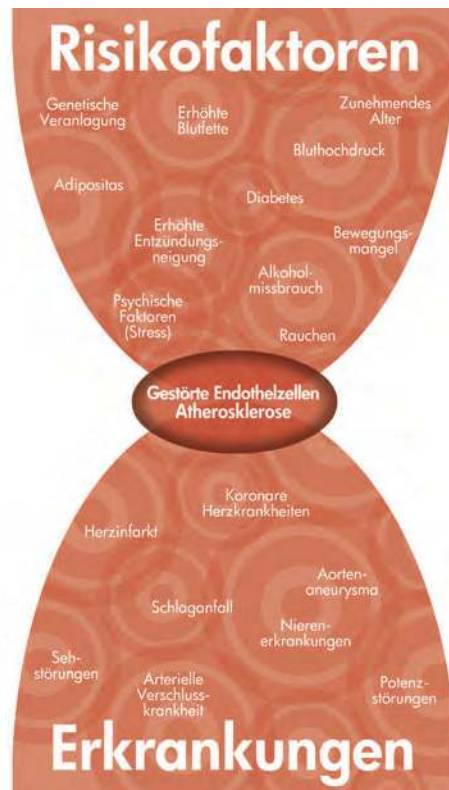 Risikofaktoren
Genetische
Veranlagung
Erhöhte
Blutfette
Zunehmendes
Alter
Bluthochdruck
Adipositas
Diabetes
Erhöhte
Entzündungs-
neigung
Bewegungs-
mangel
Alkohol-
missbrauch
Psychische
Faktoren
(Stress)
Rauchen
Gestörte Endothelzellen
Atherosklerose
Koronare
Herzkrankheiten
Herzinfarkt
Aorten-
aneurysma
Schlaganfall
Nieren-
erkrankungen
Seh-
störungen
Arterielle
Verschluss-
krankheit
Potenz-
störungen
Erkrankungen